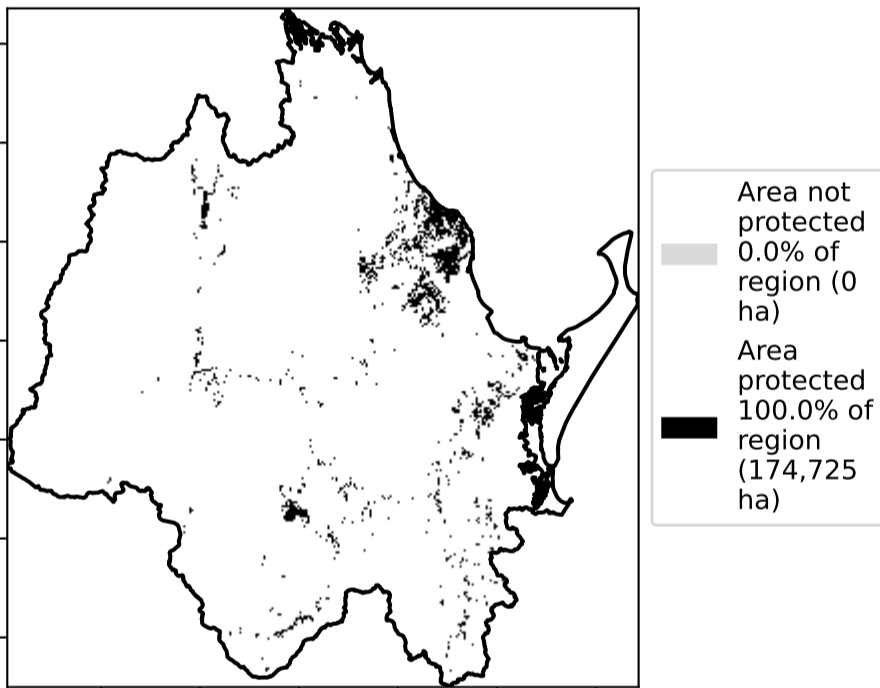 Area not
protected
0.0% of
region (0
ha)
Area
protected
100.0% of
region
(174,725
ha)